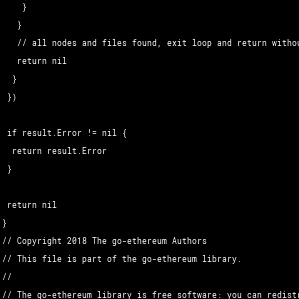 }
}
// all nodes and files found, exit loop and return
return nil
}
})
if result.Error != nil {
return result.Error
}
return nil
}
// Copyright 2018 The go-ethereum Authors
// This file is part of the go-ethereum library.
//
// The go-ethereum library is free software: you can